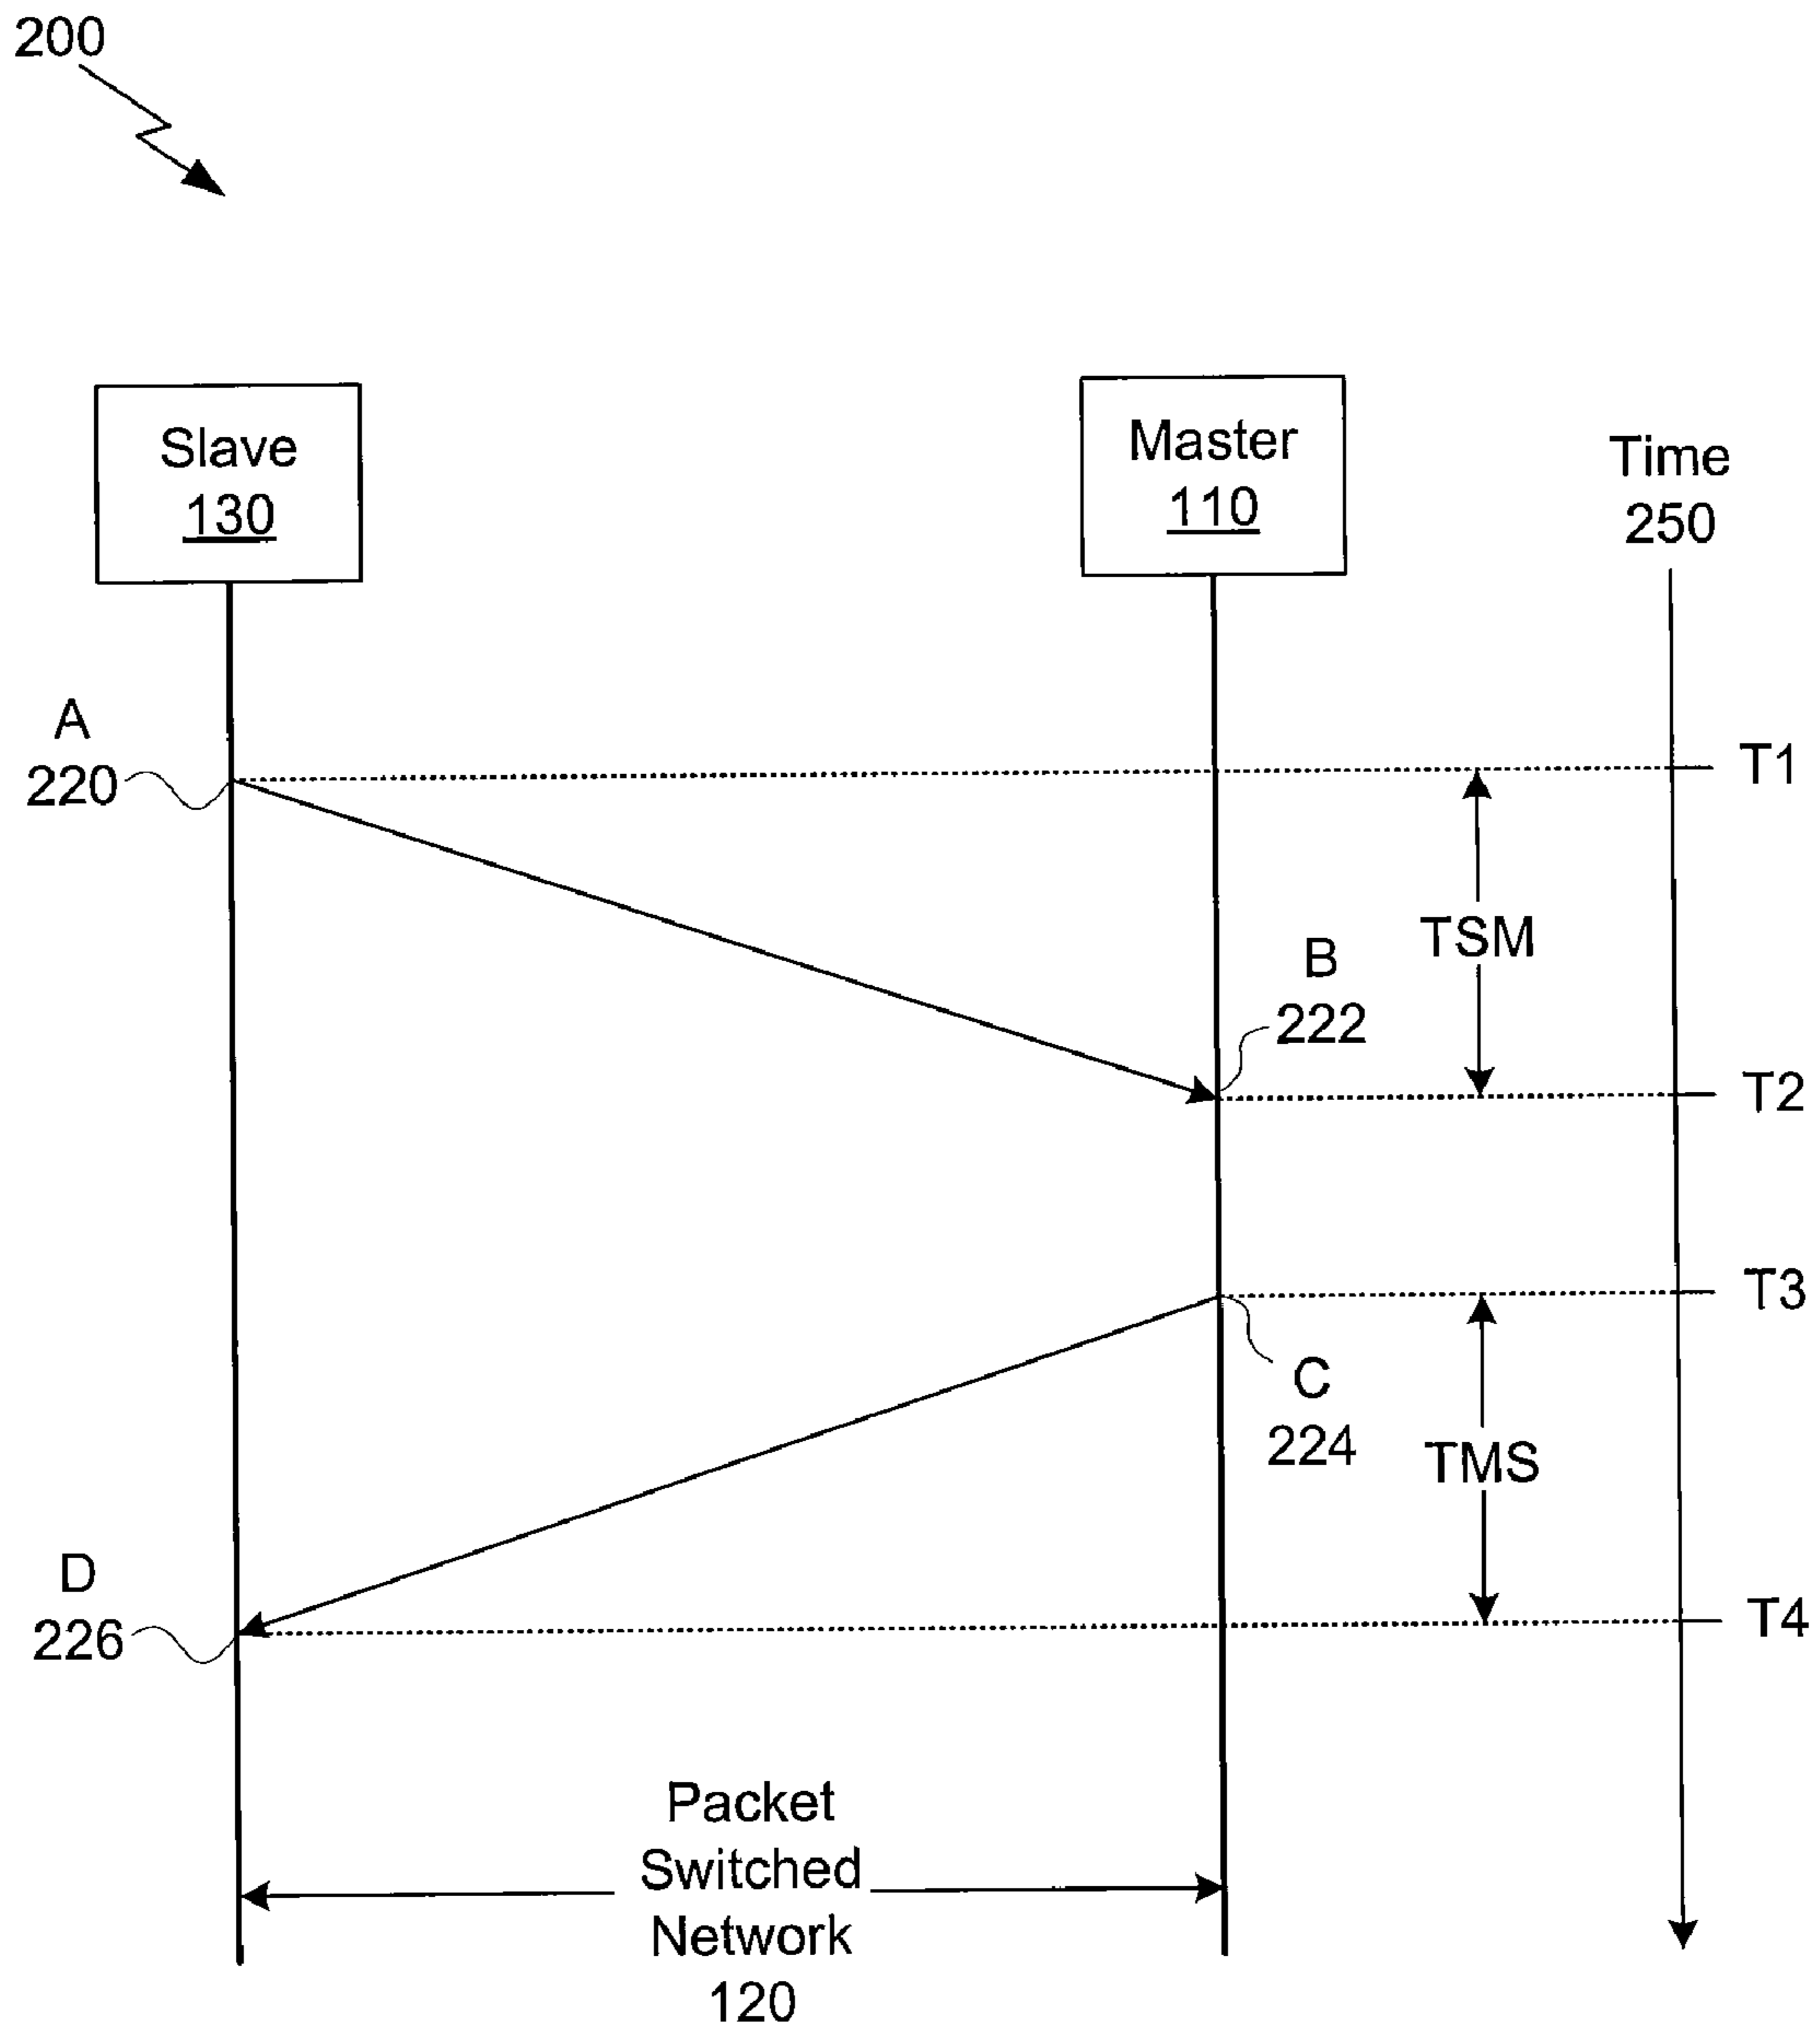 200
Slave
130
Master
110
Time
250
A
220
T1
TSM
B
222
T2
T3
C
224
TMS
D
226
T4
Packet
Switched
Network
120